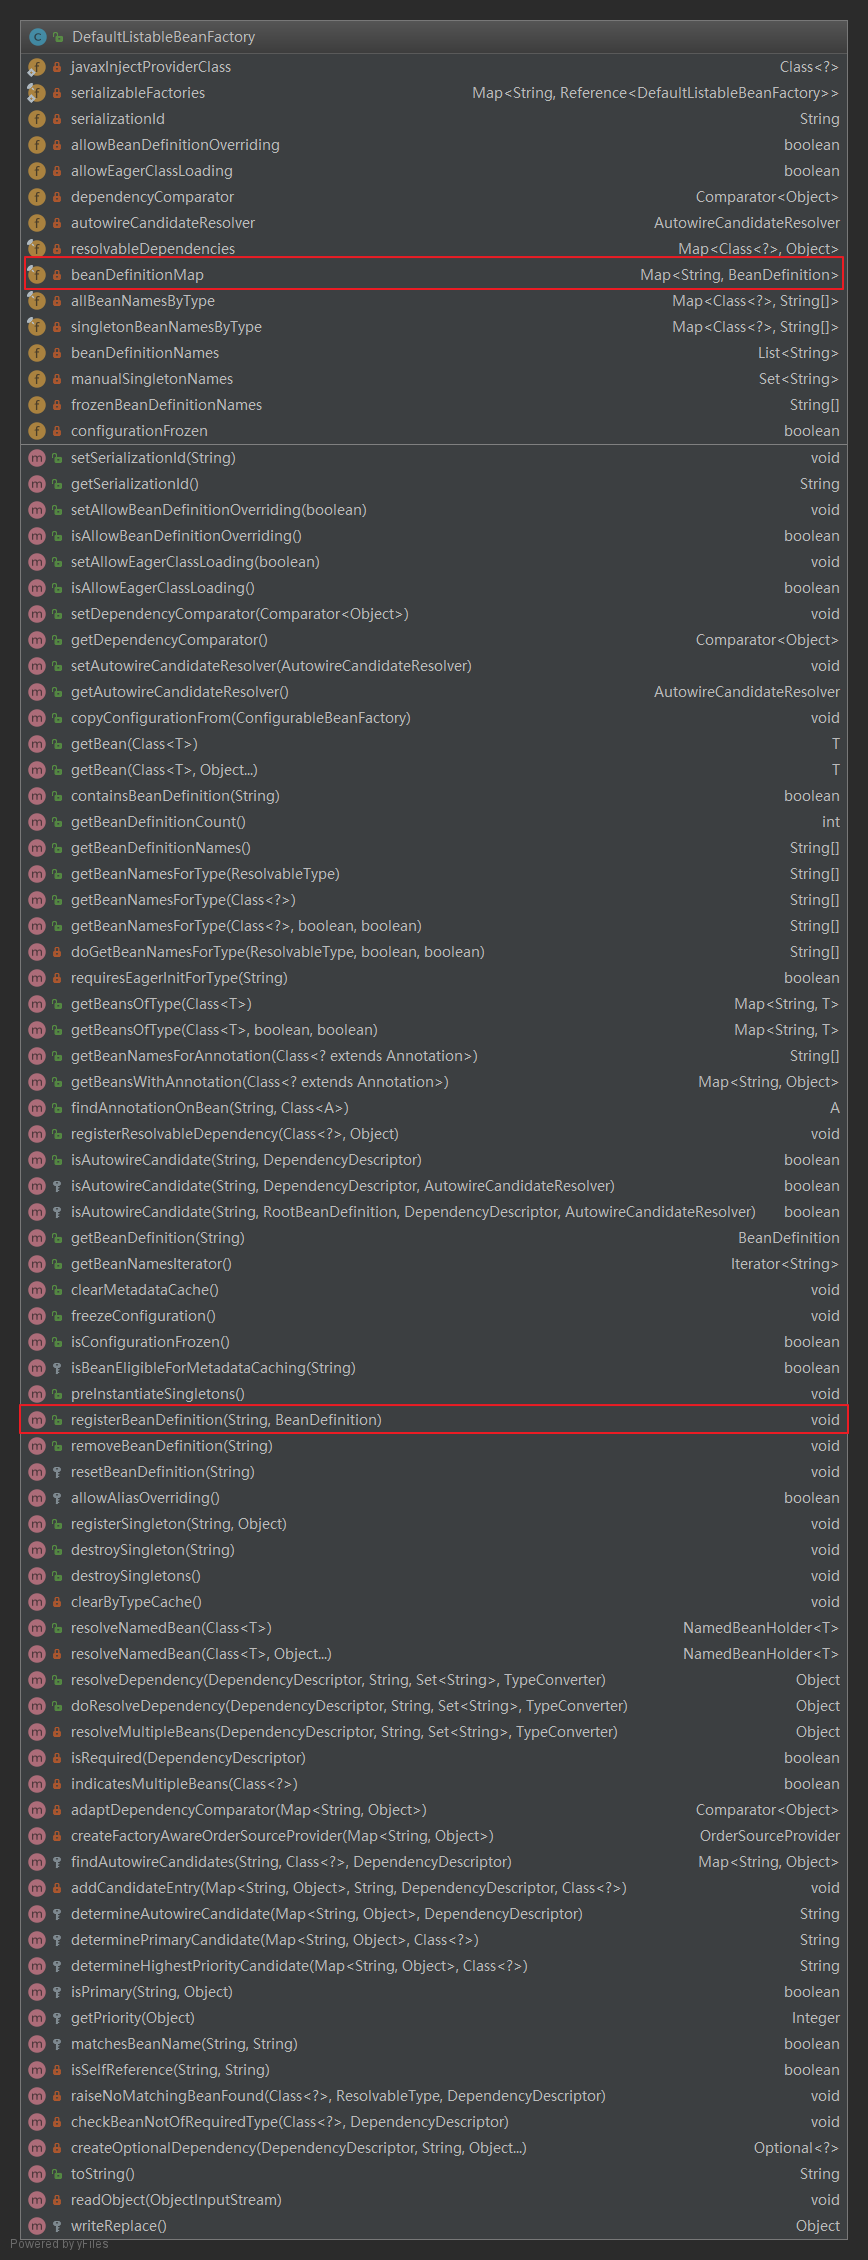 DefaultListableBeanFactory
javaxInjectProviderClass Class<?>
serializableFactories Map<String, Reference<DefaultListableBeanFactory>>
serializationId String
allowBeanDefinitionOverriding boolean
allowEagerClassLoading boolean
dependencyComparator Comparator<Object>
autowireCandidateResolver AutowireCandidateResolver
resolvableDependencies Map<Class<?>, Object>
beanDefinitionMap Map<String, BeanDefinition>
allBeanNamesByType Map<Class<?>, String[]>
singletonBeanNamesByType Map<Class<?>, String[]>
beanDefinitionNames List<String>
manualSingletonNames Set<String>
frozenBeanDefinitionNames String[]
configurationFrozen boolean
setSerializationId(String) void
getSerializationId() String
setAllowBeanDefinitionOverriding(boolean) void
isAllowBeanDefinitionOverriding() boolean
setAllowEagerClassLoading(boolean) void
isAllowEagerClassLoading() boolean
setDependencyComparator(Comparator<Object>) void
getDependencyComparator() Comparator<Object>
setAutowireCandidateResolver(AutowireCandidateResolver) void
getAutowireCandidateResolver() AutowireCandidateResolver
copyConfigurationFrom(ConfigurableBeanFactory) void
getBean(Class<T>) T
getBean(Class<T>, Object...) T
containsBeanDefinition(String) boolean
getBeanDefinitionCount() int
getBeanDefinitionNames() String[]
getBeanNamesForType(ResolvableType) String[]
getBeanNamesForType(Class<?>) String[]
getBeanNamesForType(Class<?>, boolean, boolean) String[]
doGetBeanNamesForType(ResolvableType, boolean, boolean) String[]
requiresEagerInitForType(String) boolean
getBeansOfType(Class<T>) Map<String, T>
getBeansOfType(Class<T>, boolean, boolean) Map<String, T>
getBeanNamesForAnnotation(Class<? extends Annotation>) String[]
getBeansWithAnnotation(Class<? extends Annotation>) Map<String, Object>
findAnnotationOnBean(String, Class<A>) A
registerResolvableDependency(Class<?>, Object) void
isAutowireCandidate(String, DependencyDescriptor) boolean
isAutowireCandidate(String, DependencyDescriptor, AutowireCandidateResolver) boolean
isAutowireCandidate(String, RootBeanDefinition, DependencyDescriptor, AutowireCandidateResolver) boolean
getBeanDefinition(String) BeanDefinition
getBeanNamesIterator() Iterator<String>
clearMetadataCache() void
freezeConfiguration() void
isConfigurationFrozen() boolean
isBeanEligibleForMetadataCaching(String) boolean
preInstantiateSingletons() void
registerBeanDefinition(String, BeanDefinition) void
removeBeanDefinition(String) void
resetBeanDefinition(String) void
allowAliasOverriding() boolean
registerSingleton(String, Object) void
destroySingleton(String) void
destroySingletons() void
clearByTypeCache() void
resolveNamedBean(Class<T>) NamedBeanHolder<T>
resolveNamedBean(Class<T>, Object...) NamedBeanHolder<T>
resolveDependency(DependencyDescriptor, String, Set<String>, TypeConverter) Object
doResolveDependency(DependencyDescriptor, String, Set<String>, TypeConverter) Object
resolveMultipleBeans(DependencyDescriptor, String, Set<String>, TypeConverter) Object
isRequired(DependencyDescriptor) boolean
indicatesMultipleBeans(Class<?>) boolean
adaptDependencyComparator(Map<String, Object>) Comparator<Object>
createFactoryAwareOrderSourceProvider(Map<String, Object>) OrderSourceProvider
findAutowireCandidates(String, Class<?>, DependencyDescriptor) Map<String, Object>
addCandidateEntry(Map<String, Object>, String, DependencyDescriptor, Class<?>) void
determineAutowireCandidate(Map<String, Object>, DependencyDescriptor) String
determinePrimaryCandidate(Map<String, Object>, Class<?>) String
determineHighestPriorityCandidate(Map<String, Object>, Class<?>) String
isPrimary(String, Object) boolean
getPriority(Object) Integer
matchesBeanName(String, String) boolean
isSelfReference(String, String) boolean
raiseNoMatchingBeanFound(Class<?>, ResolvableType, DependencyDescriptor) void
checkBeanNotOfRequiredType(Class<?>, DependencyDescriptor) void
createOptionalDependency(DependencyDescriptor, String, Object...) Optional<?>
toString() String
readObject(ObjectInputStream) void
writeReplace() Object
Powered by yFiles